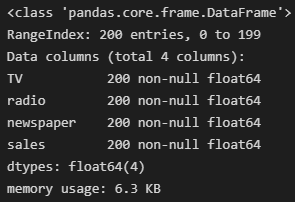 <class 'pandas.core.frame.DataFrame'>
RangeIndex: 200 entries, 0 to 199
Data columns (total 4 columns):
TV           200 non-null float64
radio        200 non-null float64
newspaper    200 non-null float64
sales        200 non-null float64
dtypes: float64(4)
memory usage: 6.3 KB